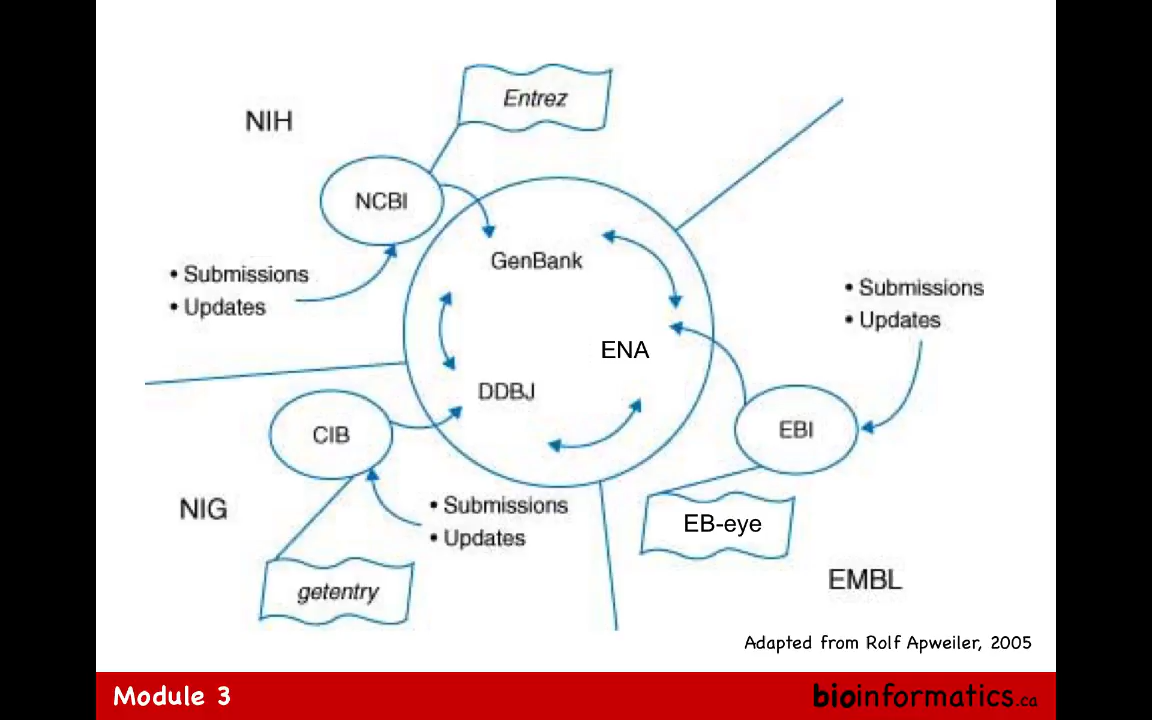 Entrez
NIH
NCBI
GenBank
• Submissions
• Updates
• Submissions
• Updates
ENA
DDBJ
CIB
EBI
NIG
• Submissions
• Updates
EB-eye
getentry
EMBL
Adapted from Rolf Apweiler, 2005
Module 3
bioinformatics.ca